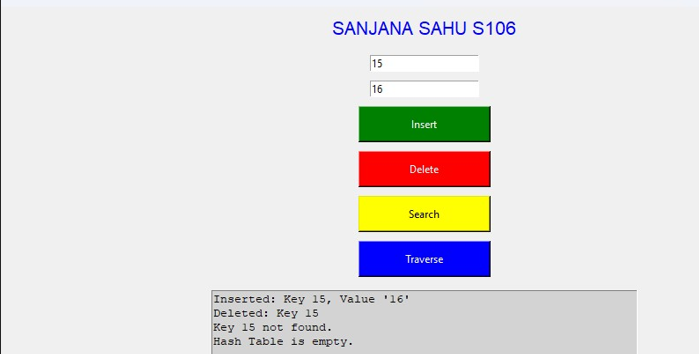 SANJANA SAHU S106
15
16
Insert
Delete
Search
Traverse
Inserted: Key 15, Value '16'
Deleted: Key 15
Key 15 not found.
Hash Table is empty.